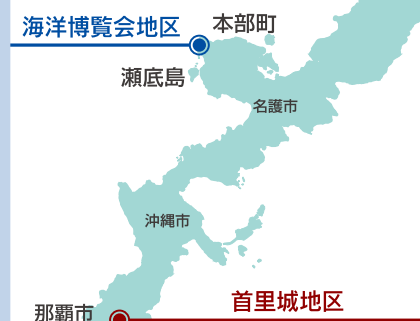 海洋博覧会地区
本部町
瀬底島
名護市
沖縄市
首里城地区
那覇市